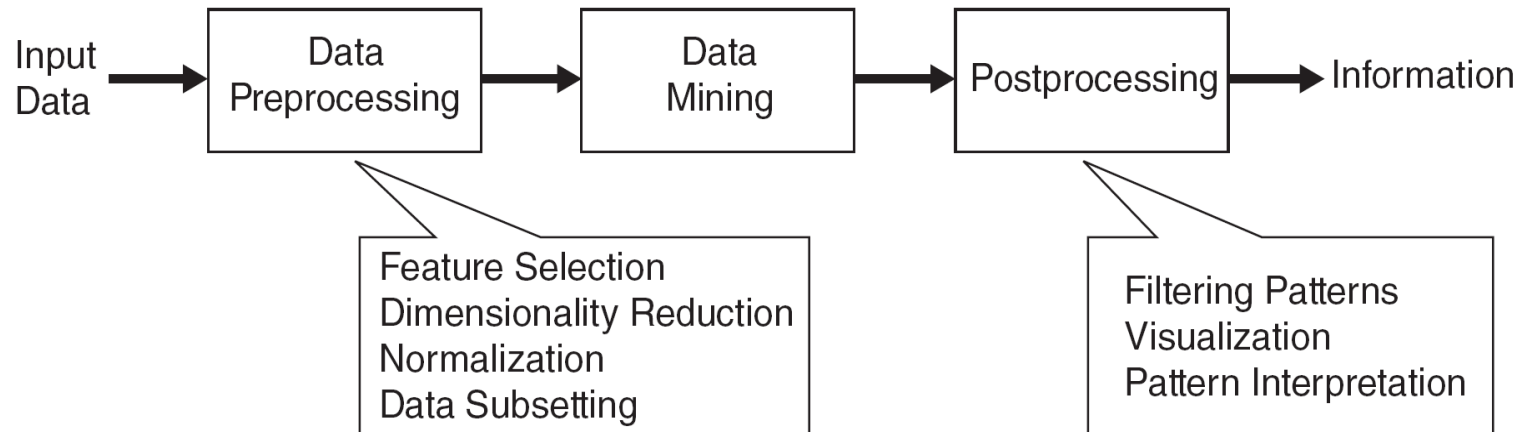 Input
Data
Data
Preprocessing
Data
Mining
Postprocessing
Information
Feature Selection
Dimensionality Reduction
Normalization
Data Subsetting
Filtering Patterns
Visualization
Pattern Interpretation